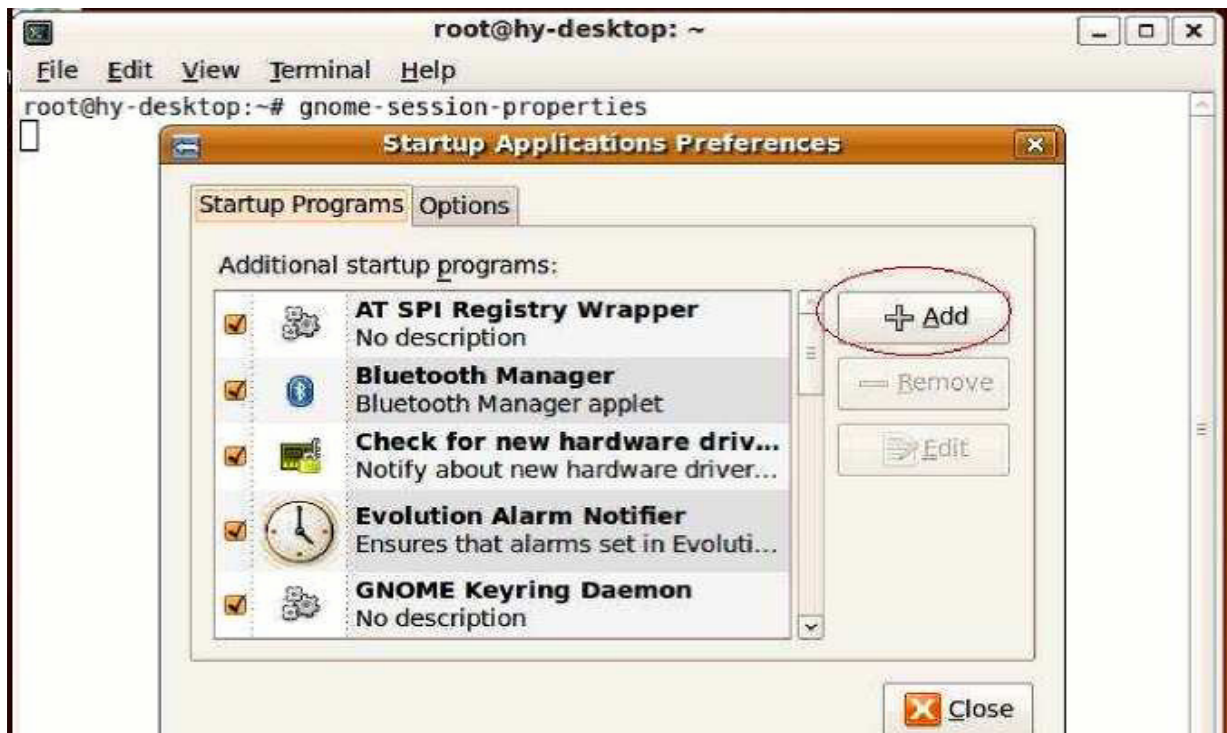 root@hy-desktop: ~
File Edit View Terminal Help
root@hy-desktop:~# gnome-session-properties
Startup Applications Preferences
Startup Programs Options
Additional startup programs:
AT SPI Registry Wrapper
No description
Bluetooth Manager
Bluetooth Manager applet
Check for new hardware driv...
Notify about new hardware driver...
Evolution Alarm Notifier
Ensures that alarms set in Evoluti...
GNOME Keyring Daemon
No description
Add
Remove
Edit
Close